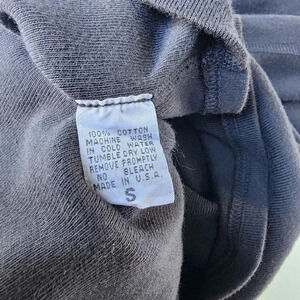 100% COTTON
MACHINE WASH
IN COLD WATER
TUMBLE DRY LOW
REMOVE PROMPTLY
NO BLEACH
MADE IN U.S.A.
S